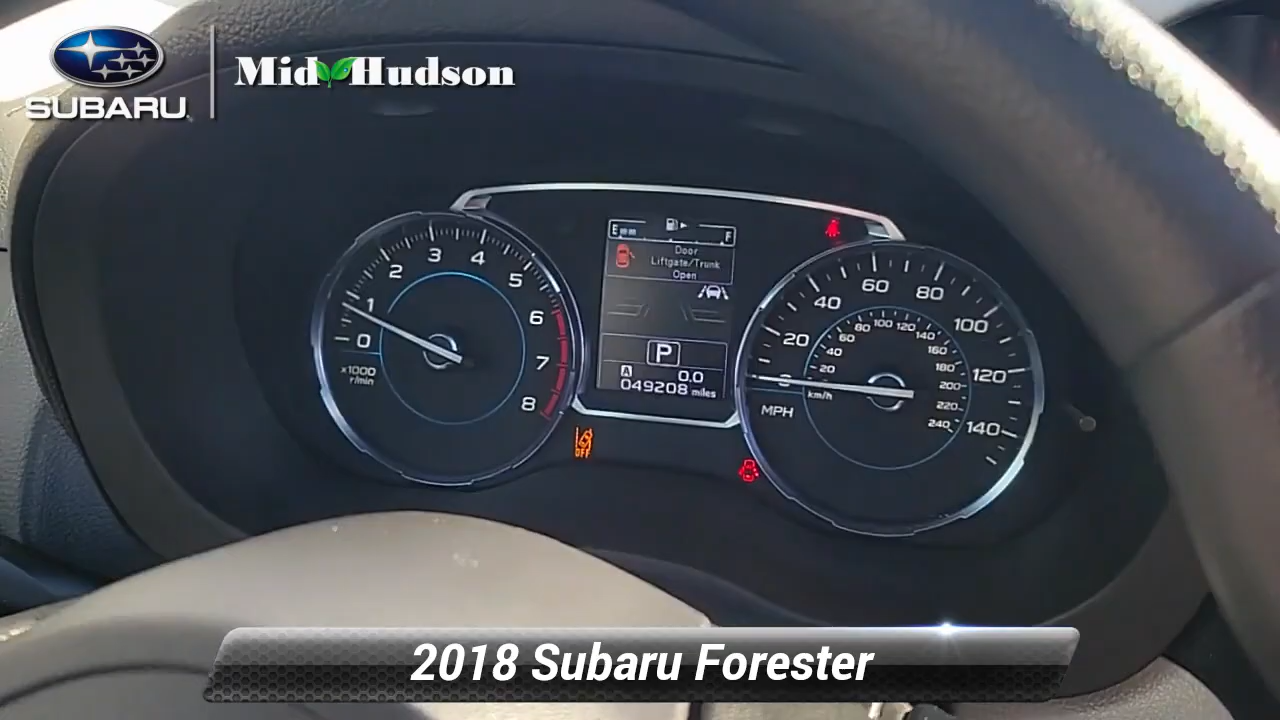 SUBARU
Mid Hudson
E F
Door
Liftgate/Trunk
Open
P
A 0.0
049208 miles
0 1 2 3 4 5 6 7 8
x1000
r/min
OFF
20 40 60 80 100 120 140
MPH
20 40 60 80 100 120 140 160 180 200 220 240
km/h
2018 Subaru Forester